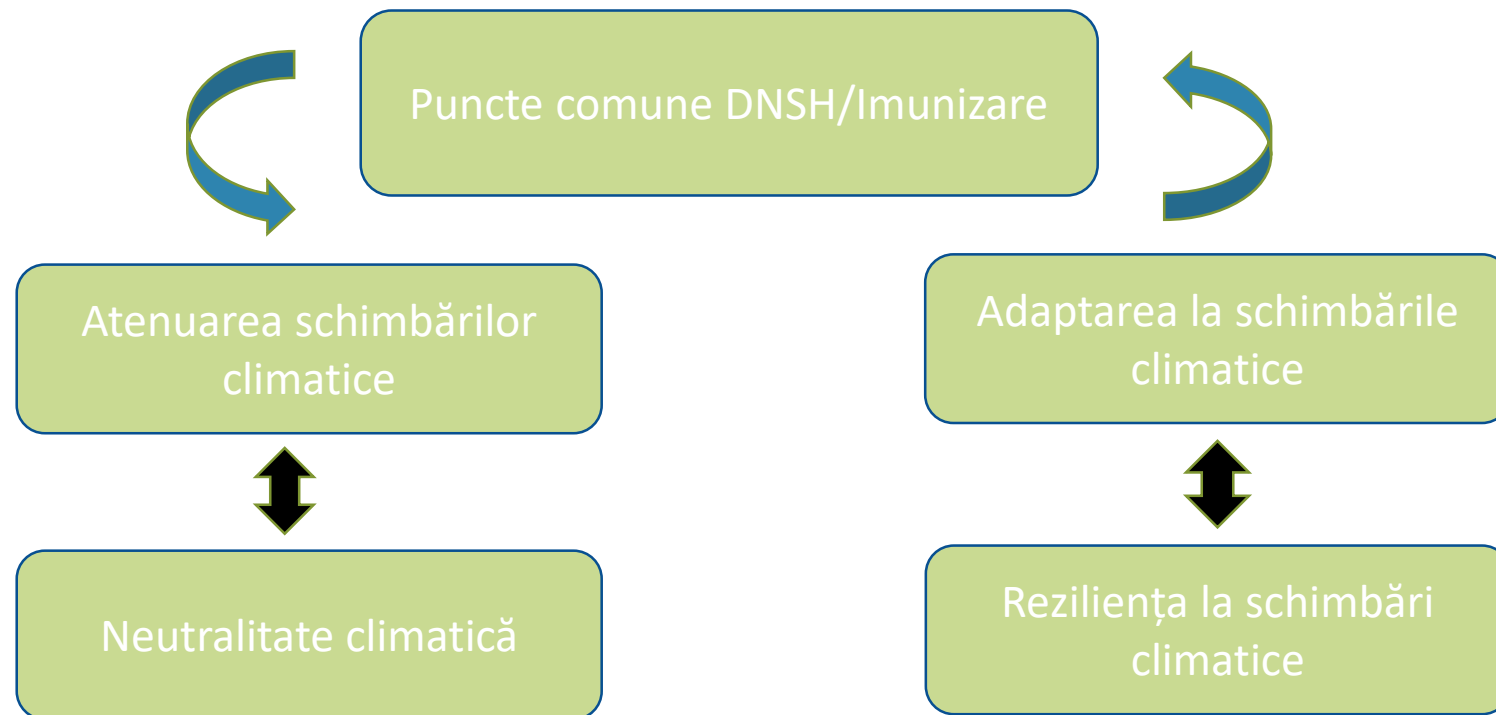 Puncte comune DNSH/Imunizare
Atenuarea schimbărilor
climatice
Adaptarea la schimbările
climatice
Neutralitate climatică
Reziliența la schimbări
climatice